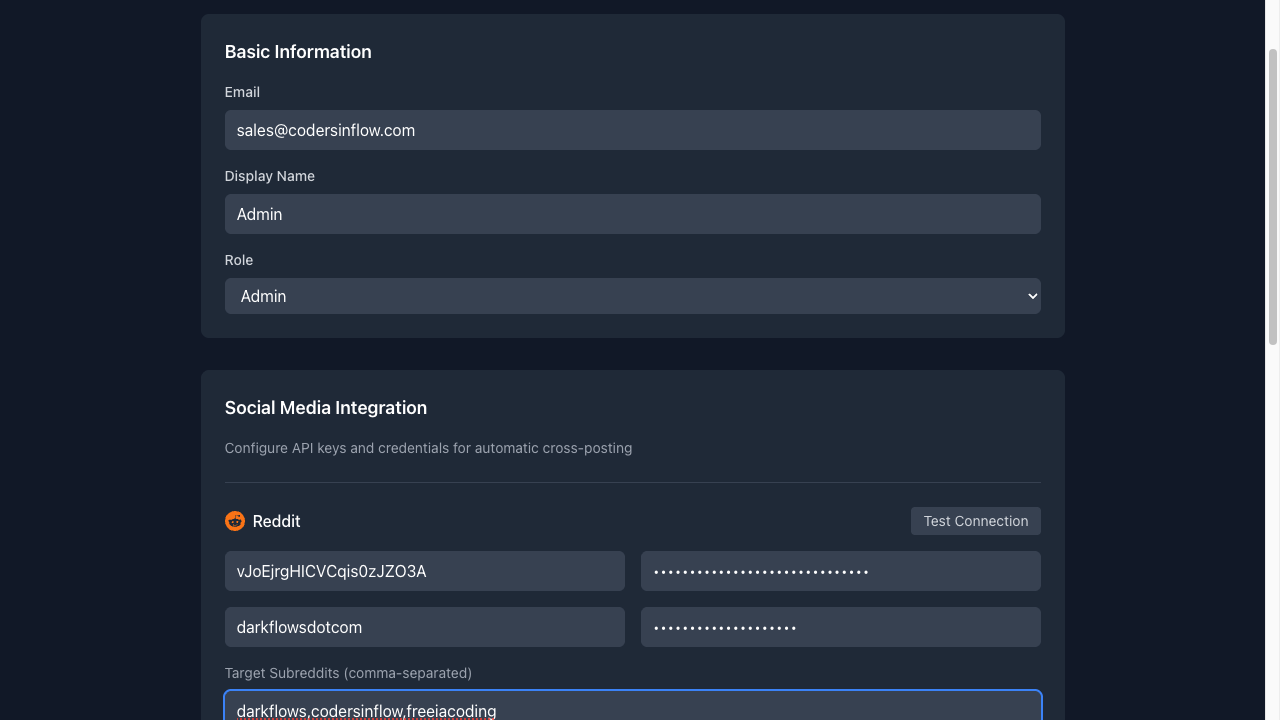 Basic Information
Email
sales@codersinflow.com
Display Name
Admin
Role
Admin
Social Media Integration
Configure API keys and credentials for automatic cross-posting
Reddit
Test Connection
vJoEjrgHlCVCqis0zJZO3A
•••••••••••••••••••••••••••••
darkflowsdotcom
••••••••••••••••••••
Target Subreddits (comma-separated)
darkflows,codersinflow,freeiacoding